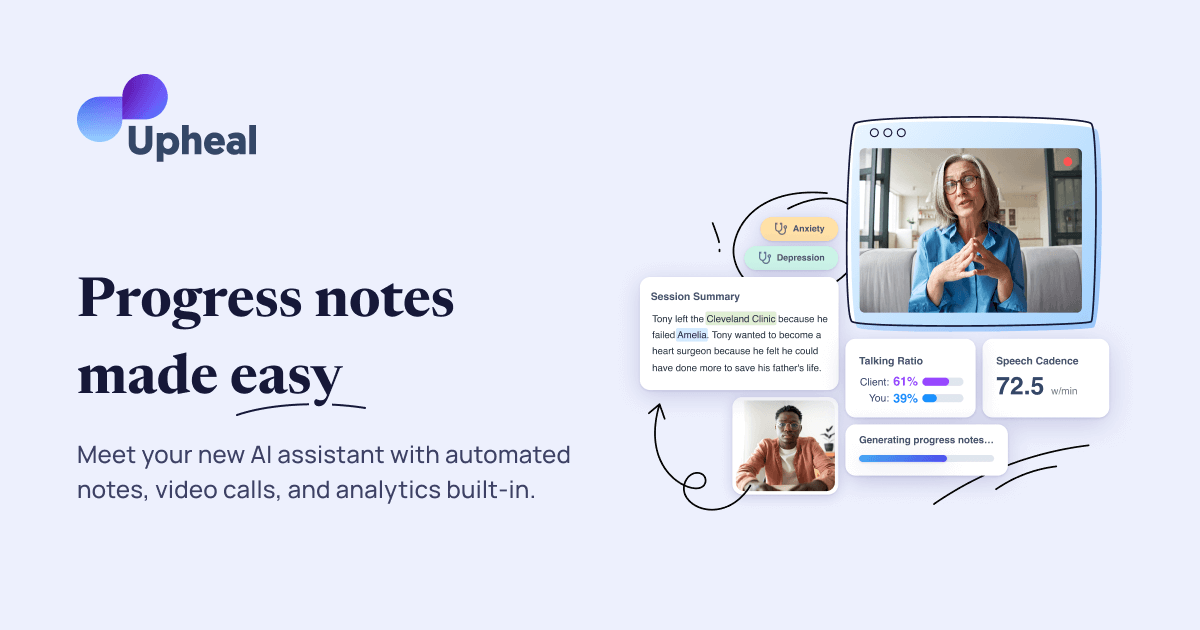 Upheal
Progress notes
made easy
Meet your new AI assistant with automated
notes, video calls, and analytics built-in.
Anxiety
Depression
Session Summary
Tony left the Cleveland Clinic because he
failed Amelia. Tony wanted to become a
heart surgeon because he felt he could
have done more to save his father's life.
Talking Ratio
Client: 61%
You: 39%
Speech Cadence
72.5 w/min
Generating progress notes...